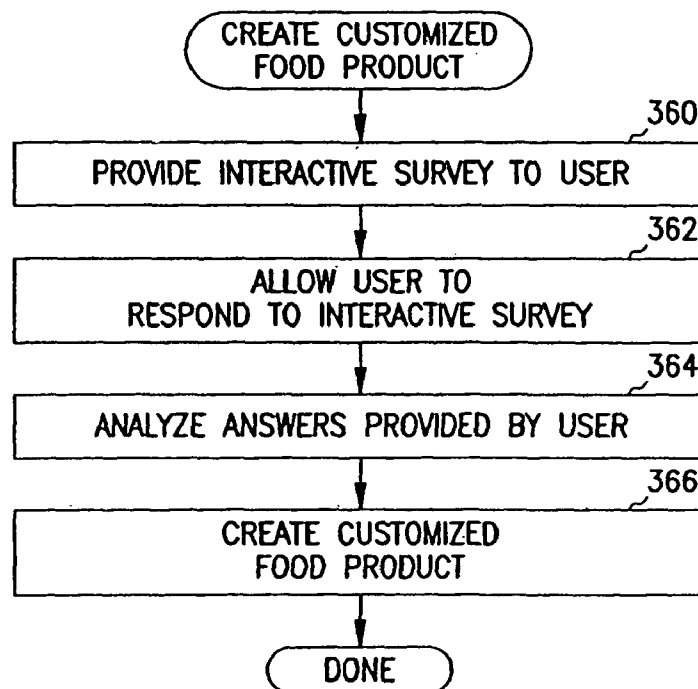 CREATE CUSTOMIZED
FOOD PRODUCT
360
PROVIDE INTERACTIVE SURVEY TO USER
362
ALLOW USER TO
RESPOND TO INTERACTIVE SURVEY
364
ANALYZE ANSWERS PROVIDED BY USER
366
CREATE CUSTOMIZED
FOOD PRODUCT
DONE